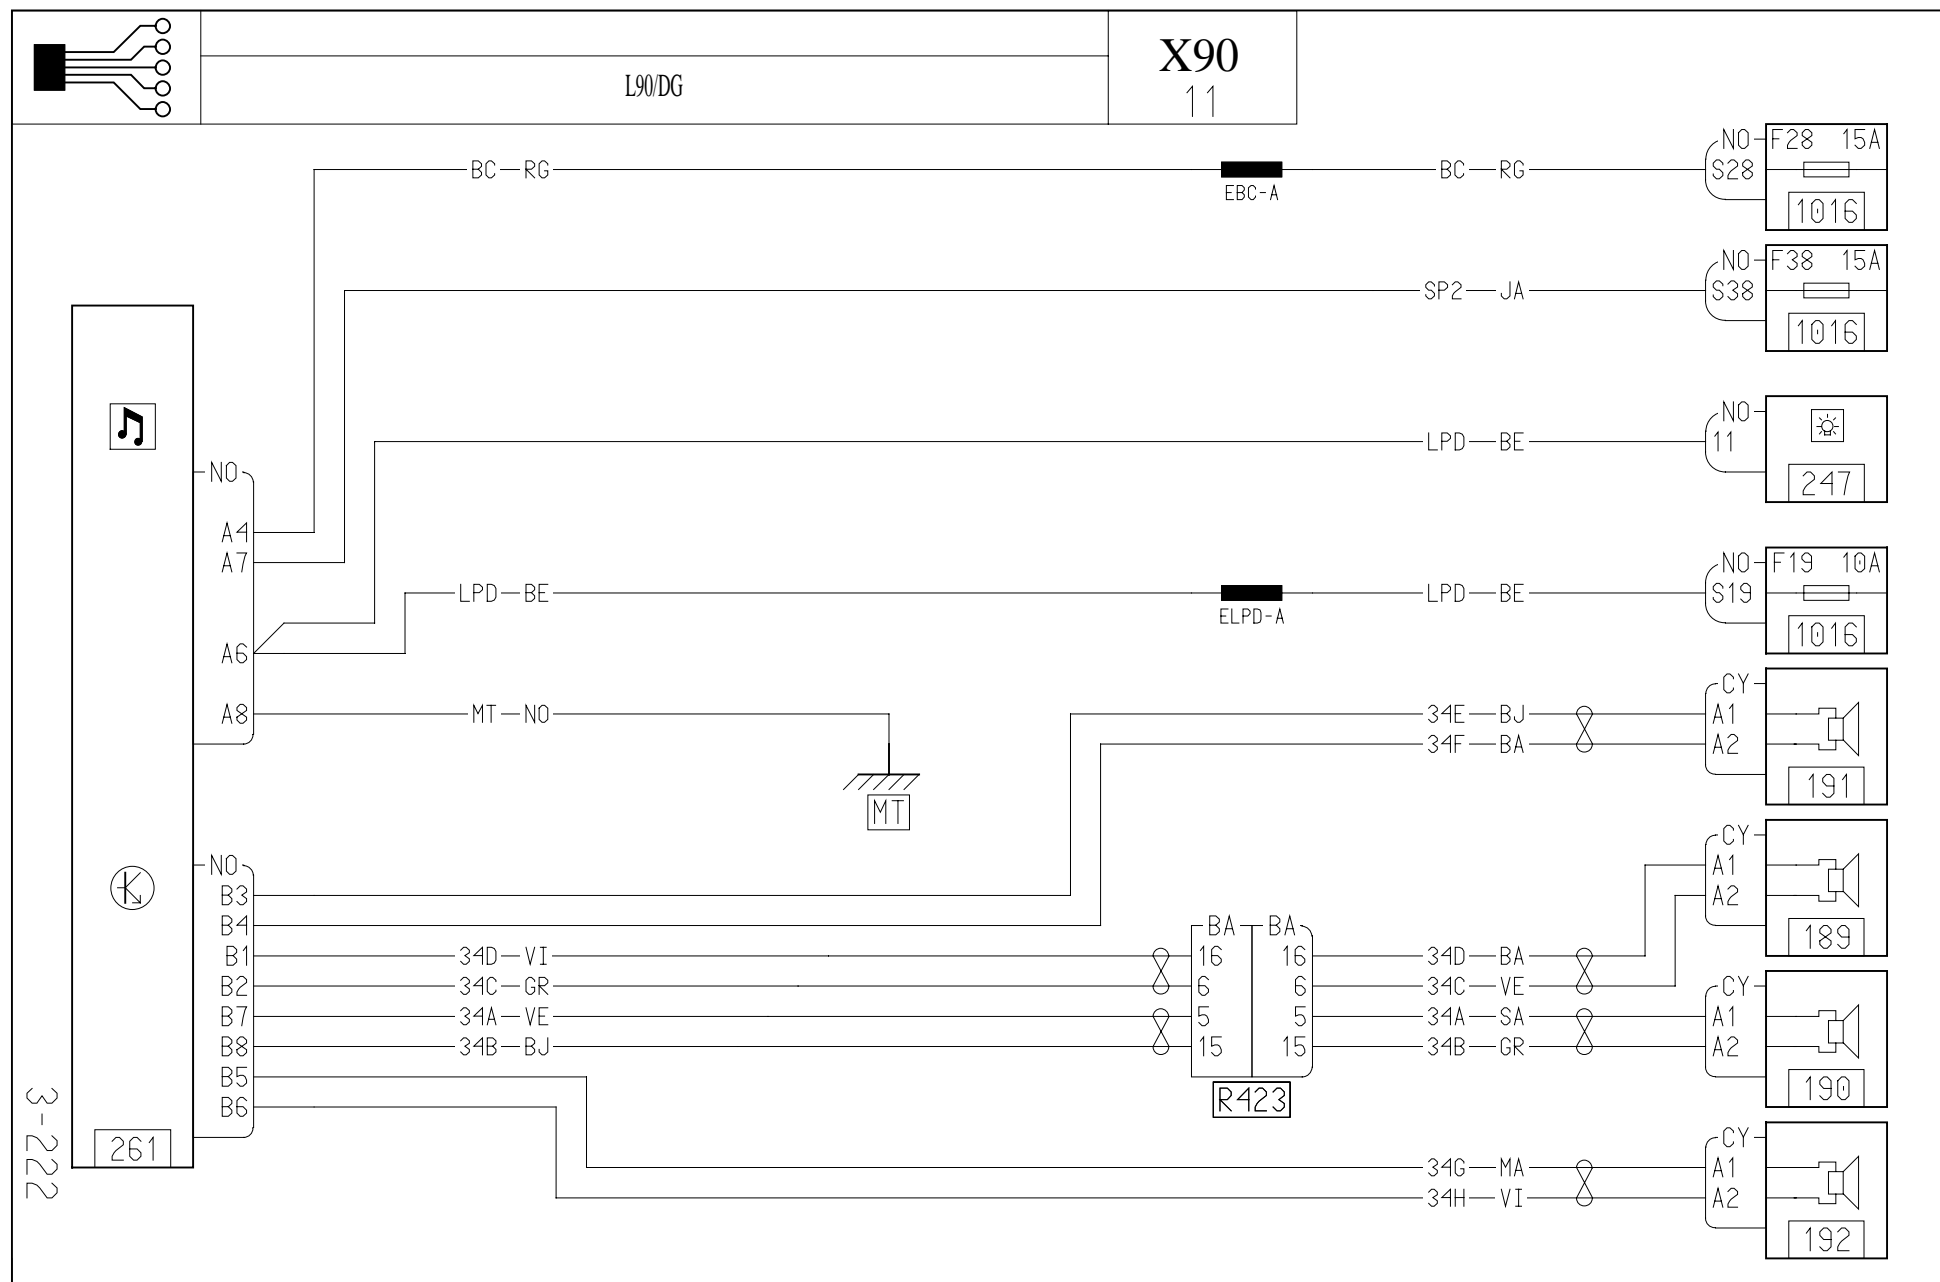 L90/DG
X90
11
BC RG EBC-A BC RG
NO F28 15A
S28
1016
SP2 JA
NO F38 15A
S38
1016
LPD BE
NO
11
247
NO
A4
A7
A6
A8
LPD BE ELPD-A LPD BE
NO F19 10A
S19
1016
MT NO
MT
34E BJ
34F BA
CY
A1
A2
191
NO
B3
B4
B1
B2
B7
B8
B5
B6
261
34D VI
34C GR
34A VE
34B BJ
BA BA
16 16
6 6
5 5
15 15
R423
34D BA
34C VE
34A SA
34B GR
CY
A1
A2
189
CY
A1
A2
190
34G MA
34H VI
CY
A1
A2
192
3-222